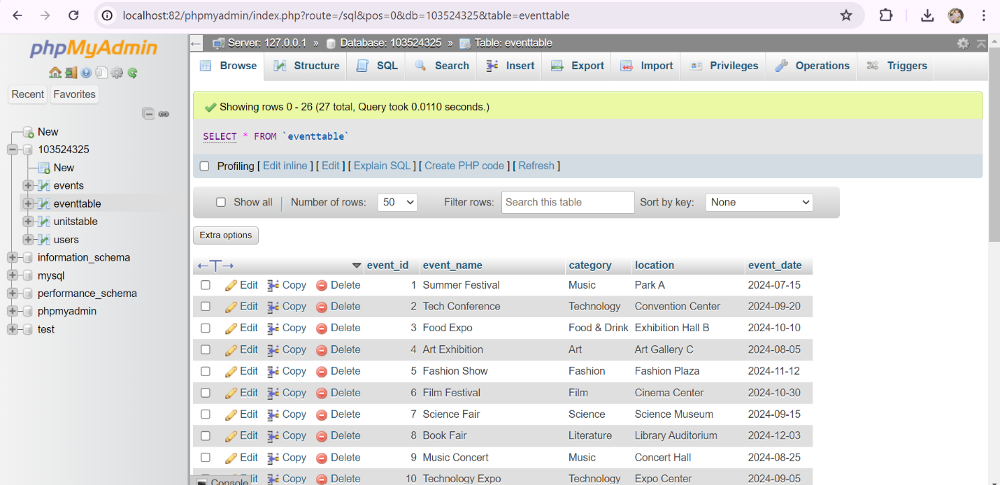 localhost:82/phpmyadmin/index.php?route=/sql&pos=0&db=103524325&table=eventtable
phpMyAdmin
Recent Favorites
New
103524325
New
events
eventtable
unitstable
users
information_schema
mysql
performance_schema
phpmyadmin
test
Server: 127.0.0.1 » Database: 103524325 » Table: eventtable
Browse Structure SQL Search Insert Export Import Privileges Operations Triggers
Showing rows 0 - 26 (27 total, Query took 0.0110 seconds.)
SELECT * FROM `eventtable`
Profiling [ Edit inline ] [ Edit ] [ Explain SQL ] [ Create PHP code ] [ Refresh ]
Show all Number of rows: 50 Filter rows: Search this table Sort by key: None
Extra options
←T→ event_id event_name category location event_date
Edit Copy Delete 1 Summer Festival Music Park A 2024-07-15
Edit Copy Delete 2 Tech Conference Technology Convention Center 2024-09-20
Edit Copy Delete 3 Food Expo Food & Drink Exhibition Hall B 2024-10-10
Edit Copy Delete 4 Art Exhibition Art Art Gallery C 2024-08-05
Edit Copy Delete 5 Fashion Show Fashion Fashion Plaza 2024-11-12
Edit Copy Delete 6 Film Festival Film Cinema Center 2024-10-30
Edit Copy Delete 7 Science Fair Science Science Museum 2024-09-15
Edit Copy Delete 8 Book Fair Literature Library Auditorium 2024-12-03
Edit Copy Delete 9 Music Concert Music Concert Hall 2024-08-25
Copy Delete 10 Technology Expo Technology Expo Center 2024-09-05
Console